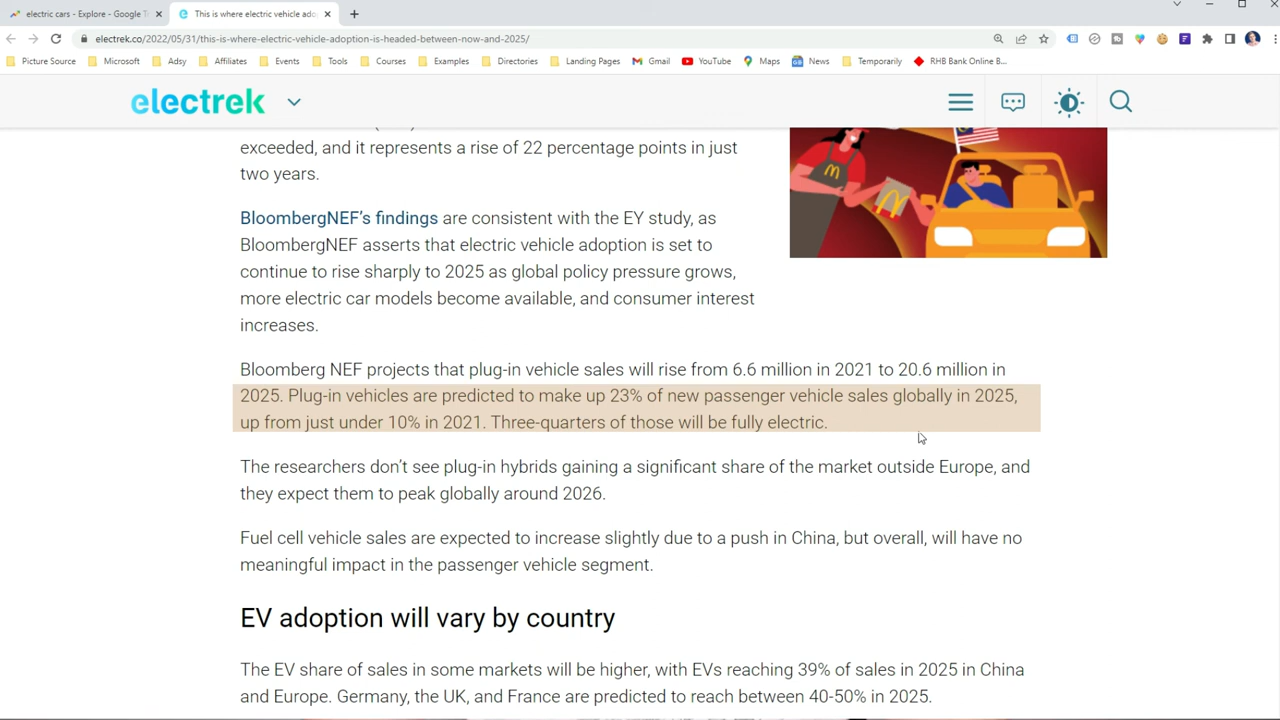 electric cars - Explore - Google T
This is where electric vehicle ado
electrek.co/2022/05/31/this-is-where-electric-vehicle-adoption-is-headed-between-now-and-2025/
Picture Source
Microsoft
Adsy
Affiliates
Events
Tools
Courses
Examples
Directories
Landing Pages
Gmail
YouTube
Maps
News
Temporarily
RHB Bank Online B...
electrek
exceeded, and it represents a rise of 22 percentage points in just
two years.
BloombergNEF's findings are consistent with the EY study, as
BloombergNEF asserts that electric vehicle adoption is set to
continue to rise sharply to 2025 as global policy pressure grows,
more electric car models become available, and consumer interest
increases.
Bloomberg NEF projects that plug-in vehicle sales will rise from 6.6 million in 2021 to 20.6 million in
2025. Plug-in vehicles are predicted to make up 23% of new passenger vehicle sales globally in 2025,
up from just under 10% in 2021. Three-quarters of those will be fully electric.
The researchers don't see plug-in hybrids gaining a significant share of the market outside Europe, and
they expect them to peak globally around 2026.
Fuel cell vehicle sales are expected to increase slightly due to a push in China, but overall, will have no
meaningful impact in the passenger vehicle segment.
EV adoption will vary by country
The EV share of sales in some markets will be higher, with EVs reaching 39% of sales in 2025 in China
and Europe. Germany, the UK, and France are predicted to reach between 40-50% in 2025.